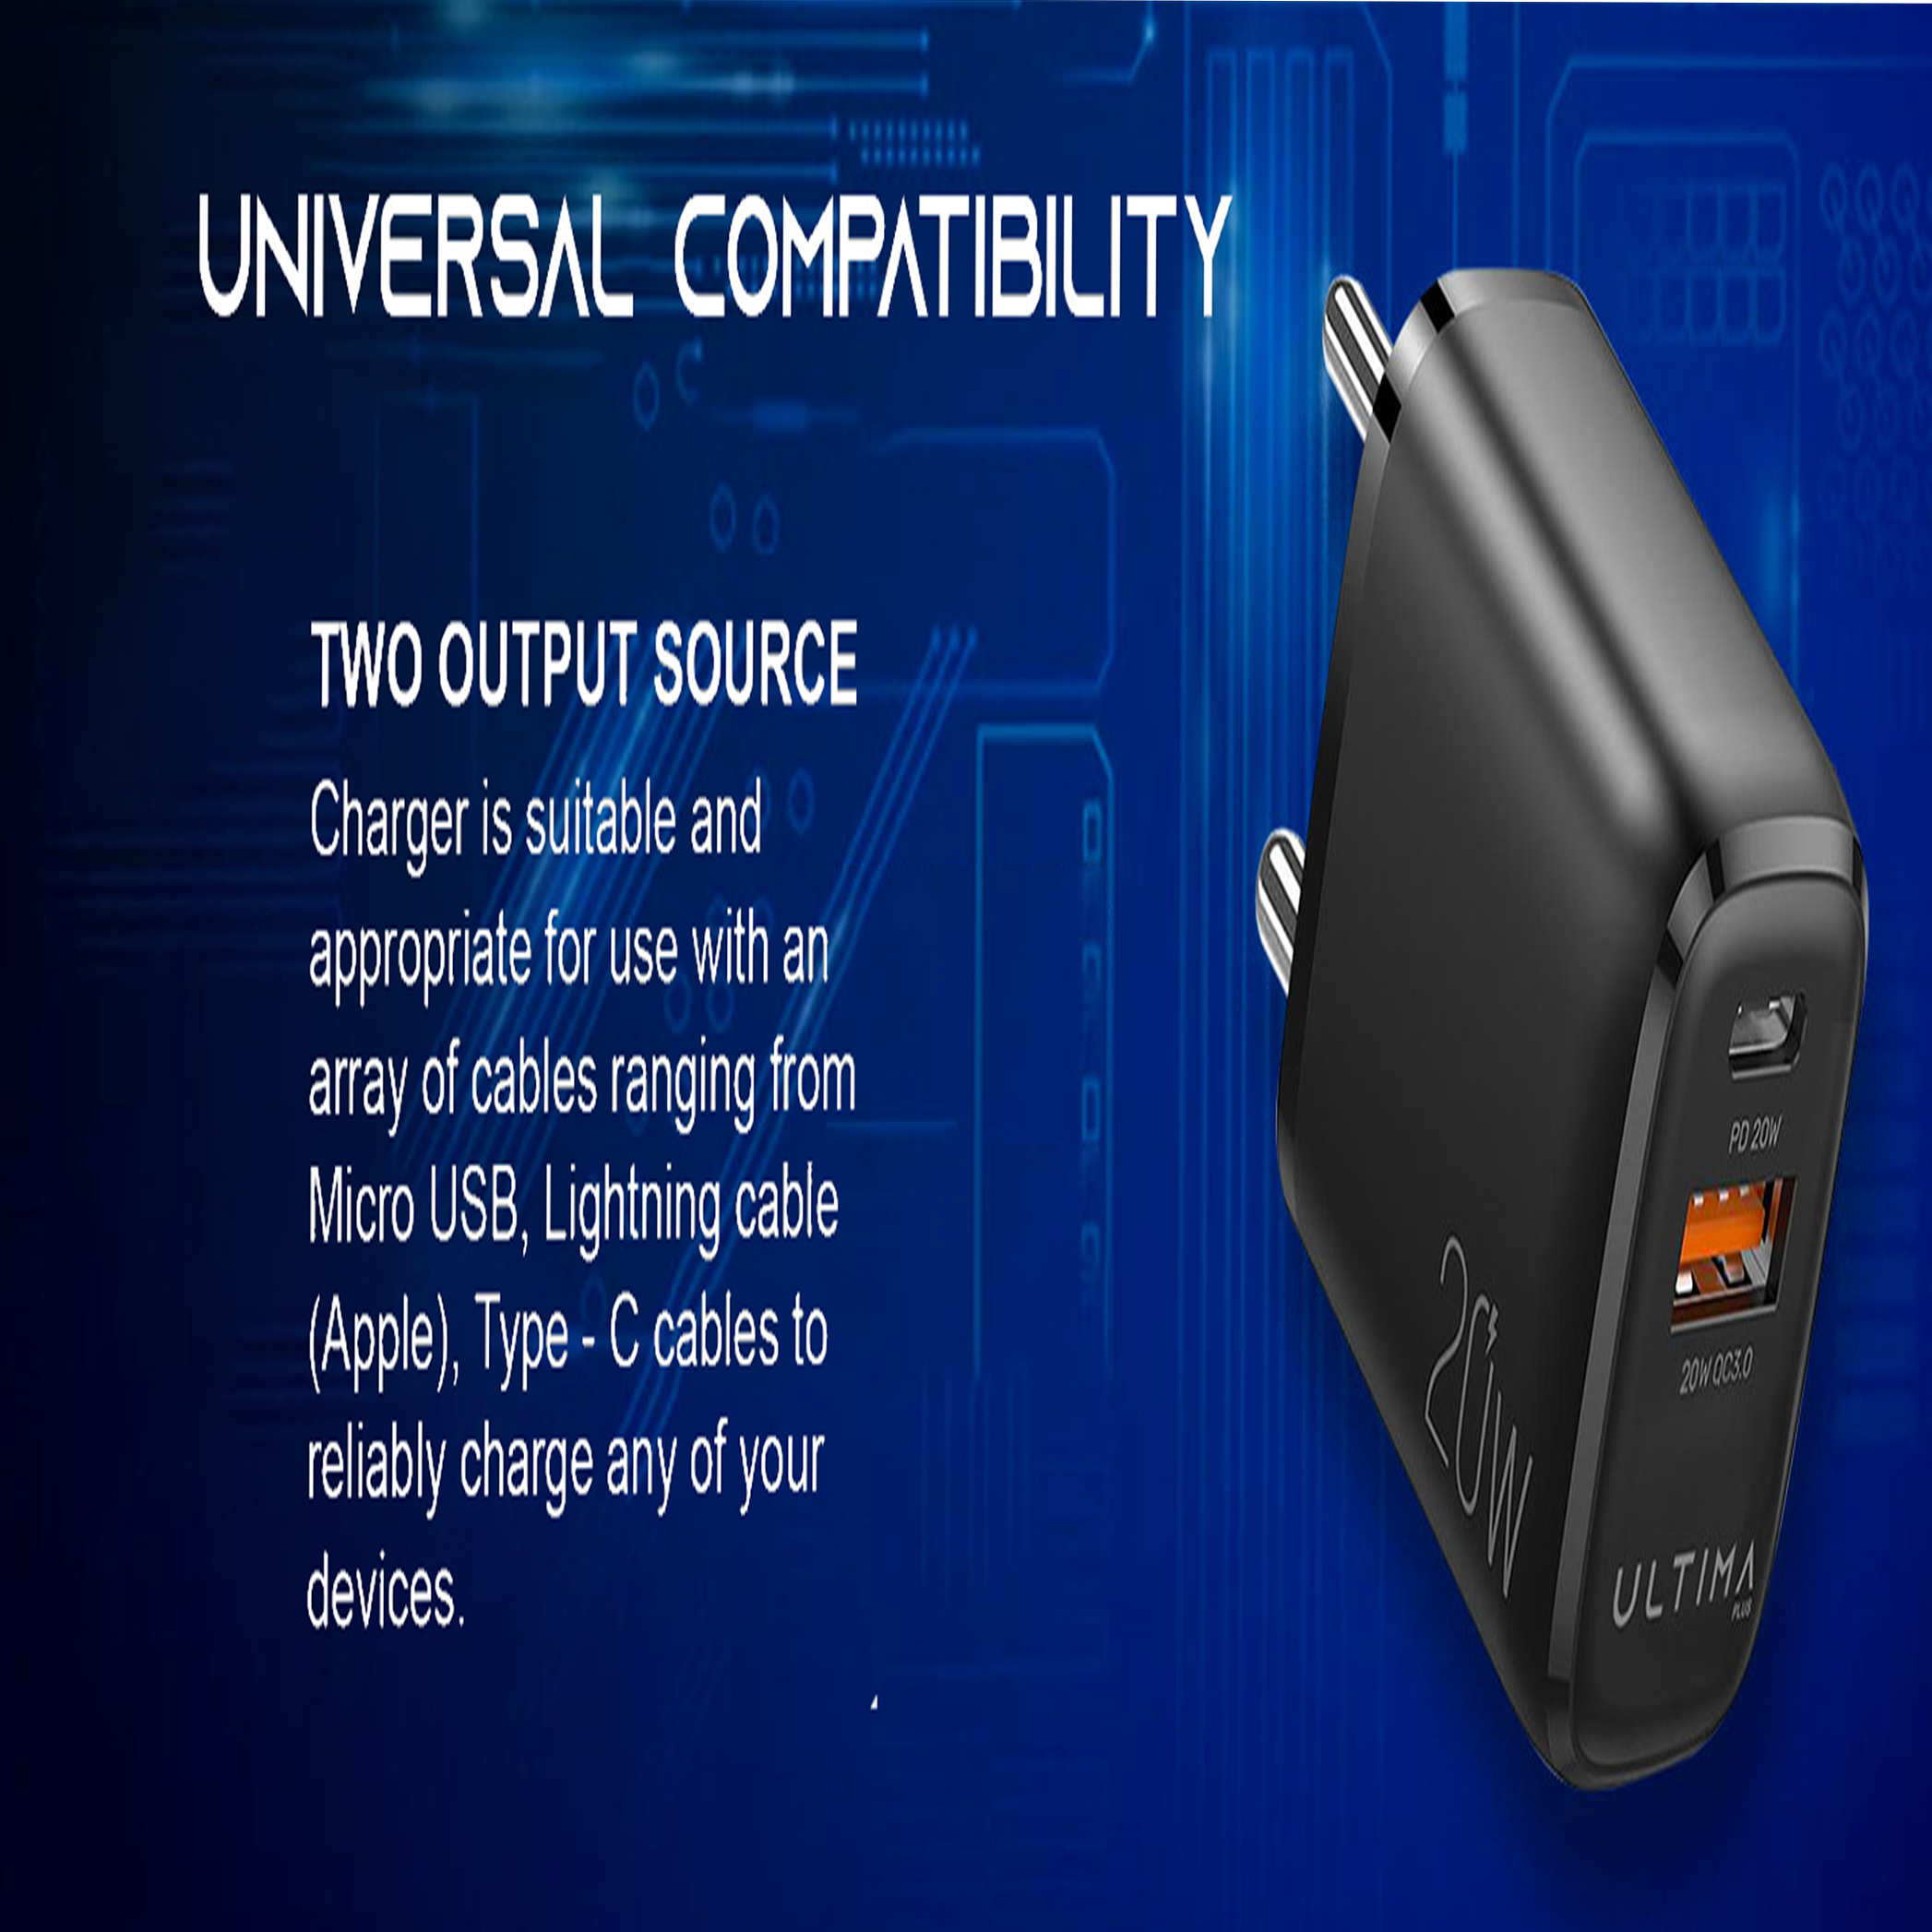 UNIVERSAL COMPATIBILITY
TWO OUTPUT SOURCE
Charger is suitable and
appropriate for use with an
array of cables ranging from
Micro USB, Lightning cable
(Apple), Type - C cables to
reliably charge any of your
devices.
PD 20W
20W QC3.0
20W
ULTIMA
PLUS